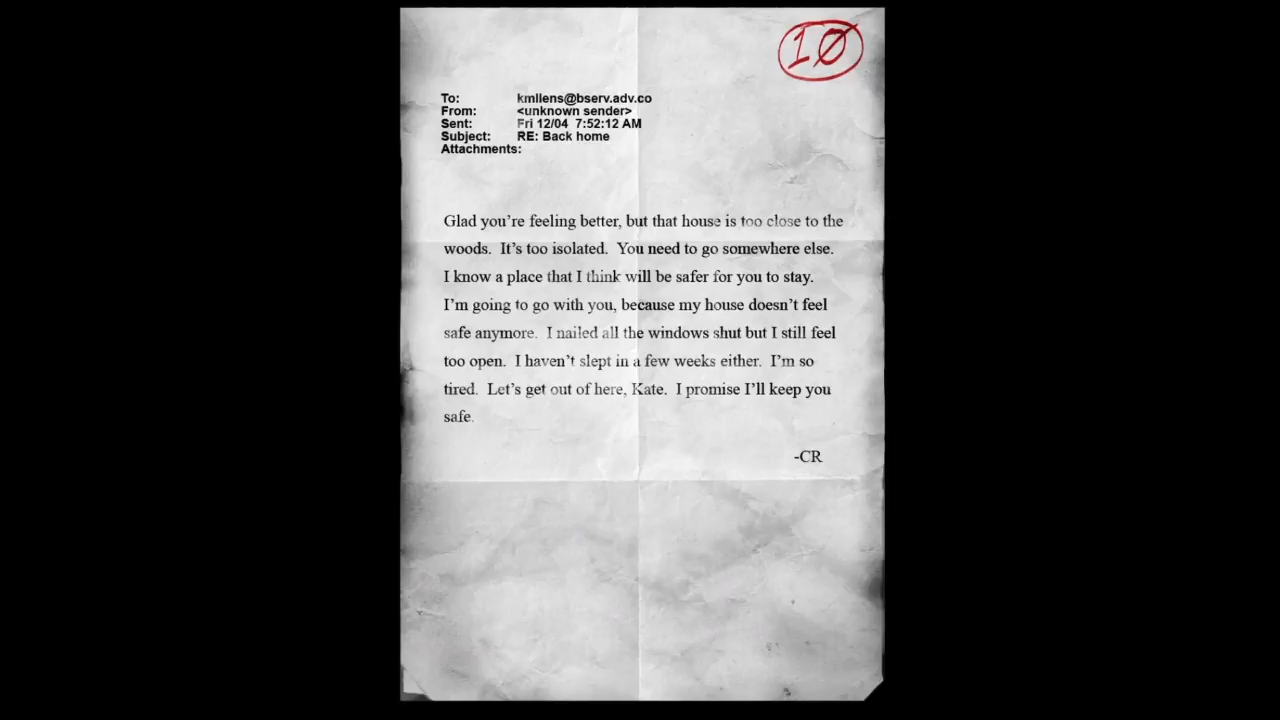 10
To: kmllens@bserv.adv.co
From: <unknown sender>
Sent: Fri 12/04 7:52:12 AM
Subject: RE: Back home
Attachments:
Glad you’re feeling better, but that house is too close to the
woods. It’s too isolated. You need to go somewhere else.
I know a place that I think will be safer for you to stay.
I’m going to go with you, because my house doesn’t feel
safe anymore. I nailed all the windows shut but I still feel
too open. I haven’t slept in a few weeks either. I’m so
tired. Let’s get out of here, Kate. I promise I’ll keep you
safe.
-CR